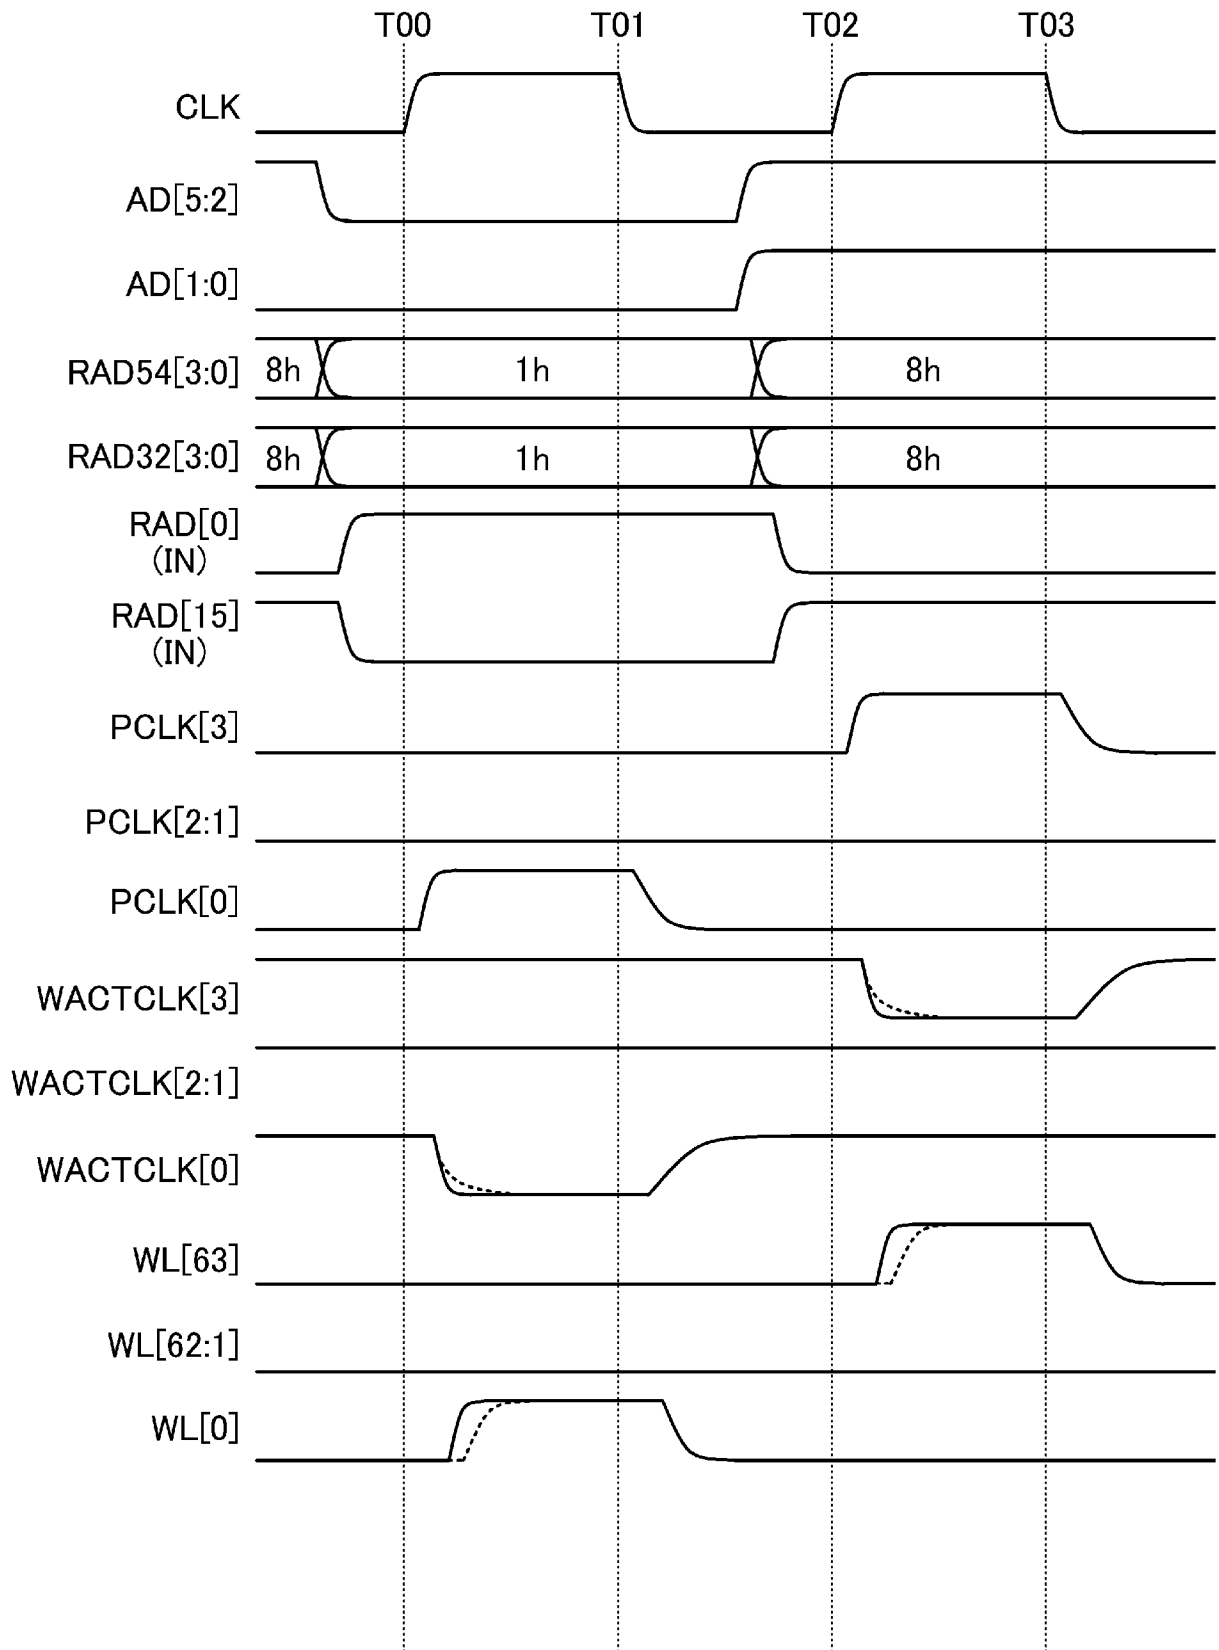 T00 T01 T02 T03
CLK
AD[5:2]
AD[1:0]
RAD54[3:0] 8h 1h 8h
RAD32[3:0] 8h 1h 8h
RAD[0]
(IN)
RAD[15]
(IN)
PCLK[3]
PCLK[2:1]
PCLK[0]
WACTCLK[3]
WACTCLK[2:1]
WACTCLK[0]
WL[63]
WL[62:1]
WL[0]